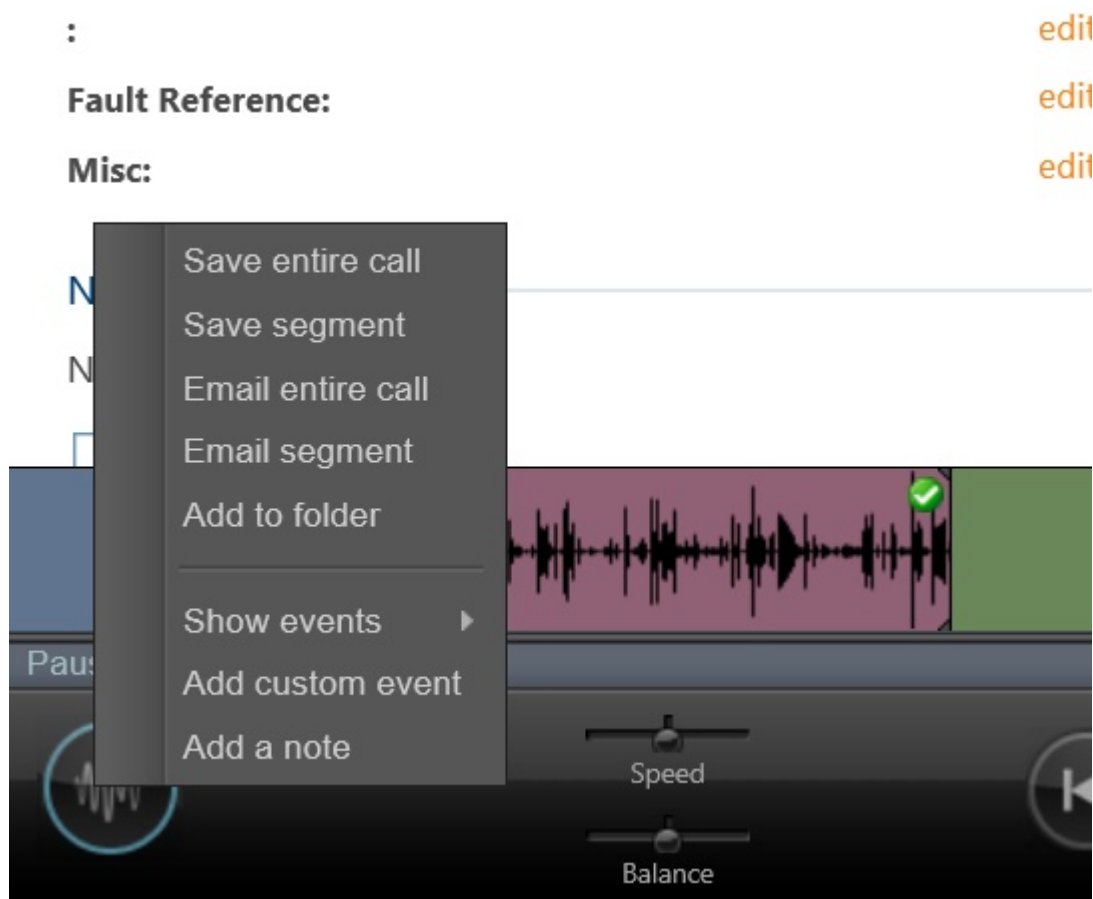 :
edit
Fault Reference:
edit
Misc:
edit
Save entire call
Save segment
Email entire call
Email segment
Add to folder
Show events
Add custom event
Add a note
Speed
Balance